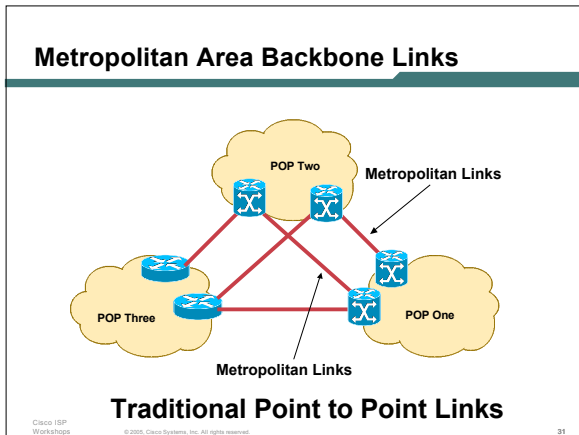 Metropolitan Area Backbone Links
POP Two
Metropolitan Links
POP Three
POP One
Metropolitan Links
Traditional Point to Point Links
Cisco ISP
Workshops
© 2005, Cisco Systems, Inc. All rights reserved.
31